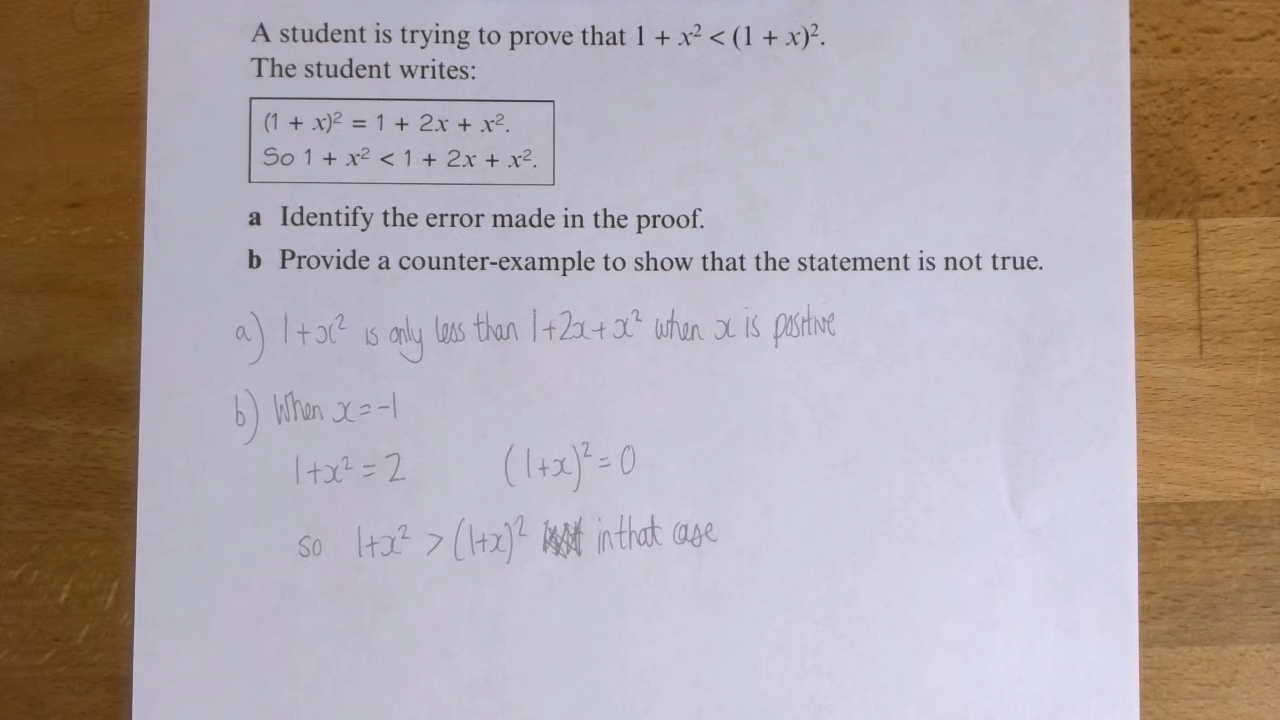 A student is trying to prove that 1 + x² < (1 + x)².
The student writes:
(1 + x)² = 1 + 2x + x².
So 1 + x² < 1 + 2x + x².
a Identify the error made in the proof.
b Provide a counter-example to show that the statement is not true.
a) 1+x² is only less than 1+2x+x² when x is positive
b) When x=-1
1+x² = 2 (1+x)² = 0
so 1+x² > (1+x)² in that case